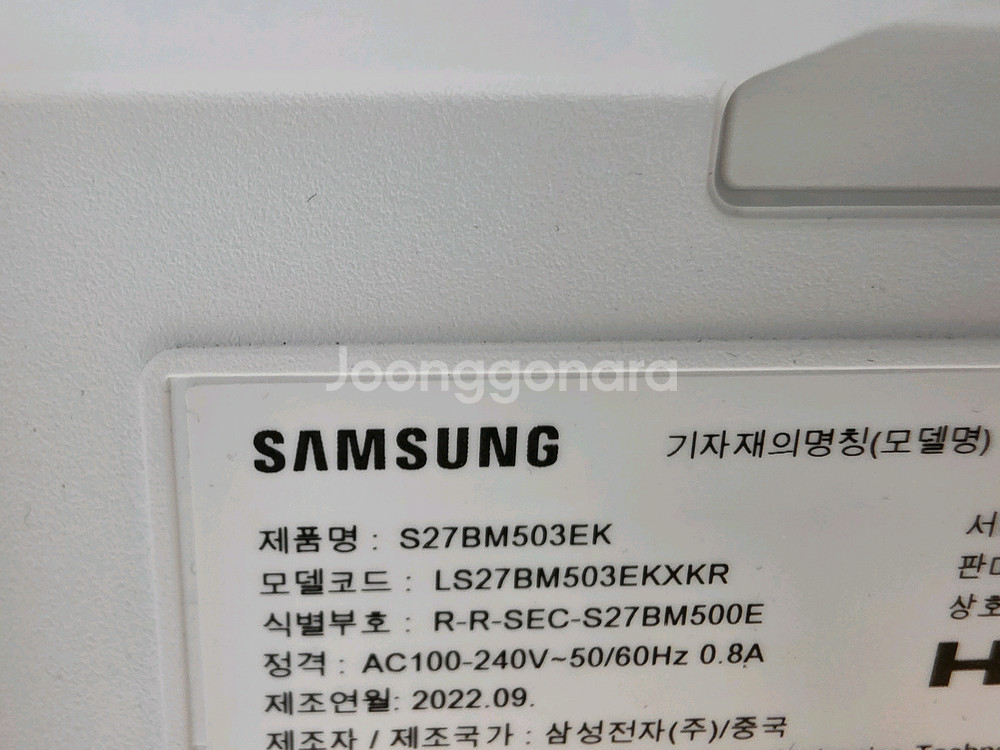 Joonggonara
SAMSUNG
기자재의명칭(모델명)
제품명 : S27BM503EK
모델코드 : LS27BM503EKXKR
식별부호 : R-R-SEC-S27BM500E
정격 : AC100-240V~50/60Hz 0.8A
제조연월: 2022.09.
제조자 / 제조국가 : 삼성전자(주)/중국